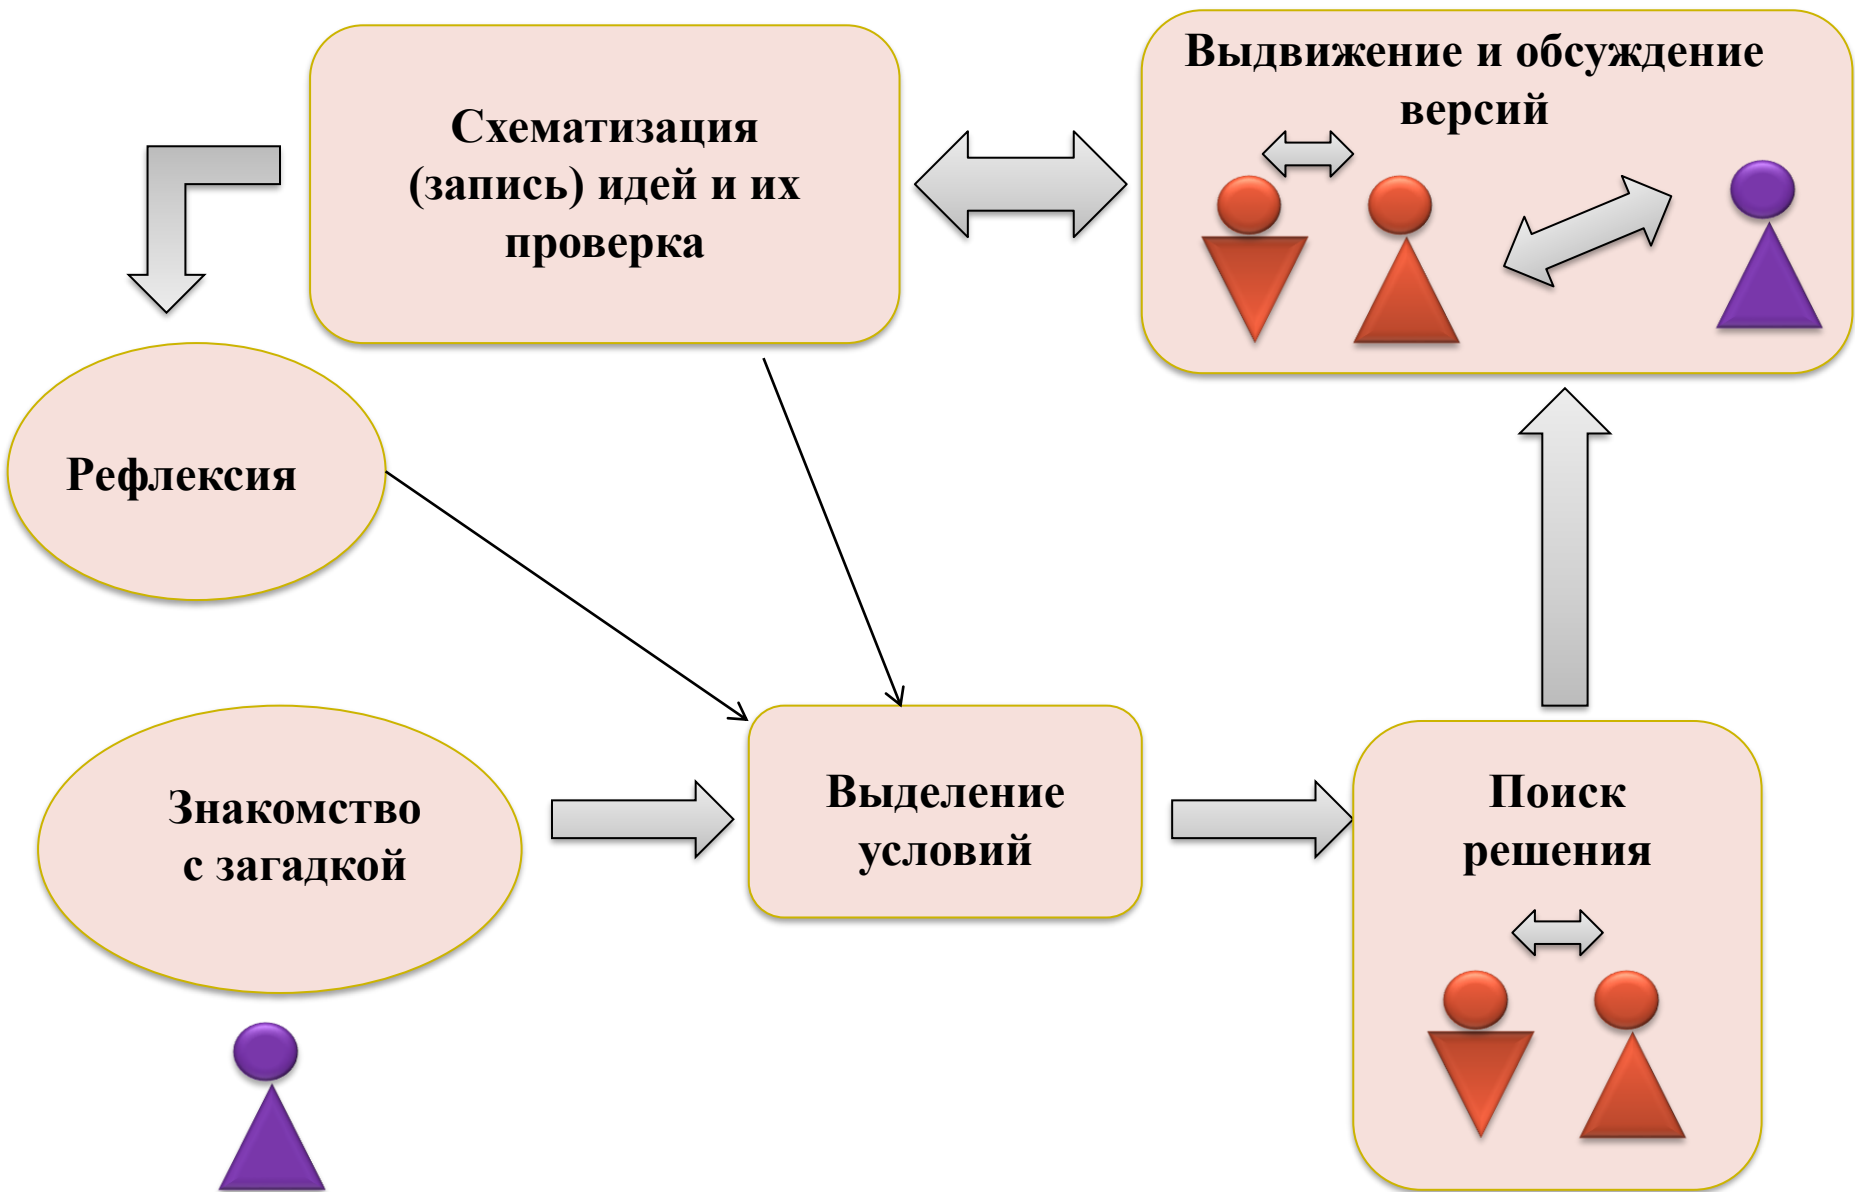 Схематизация
(запись) идей и их
проверка
Выдвижение и обсуждение
версий
Рефлексия
Знакомство
с загадкой
Выделение
условий
Поиск
решения